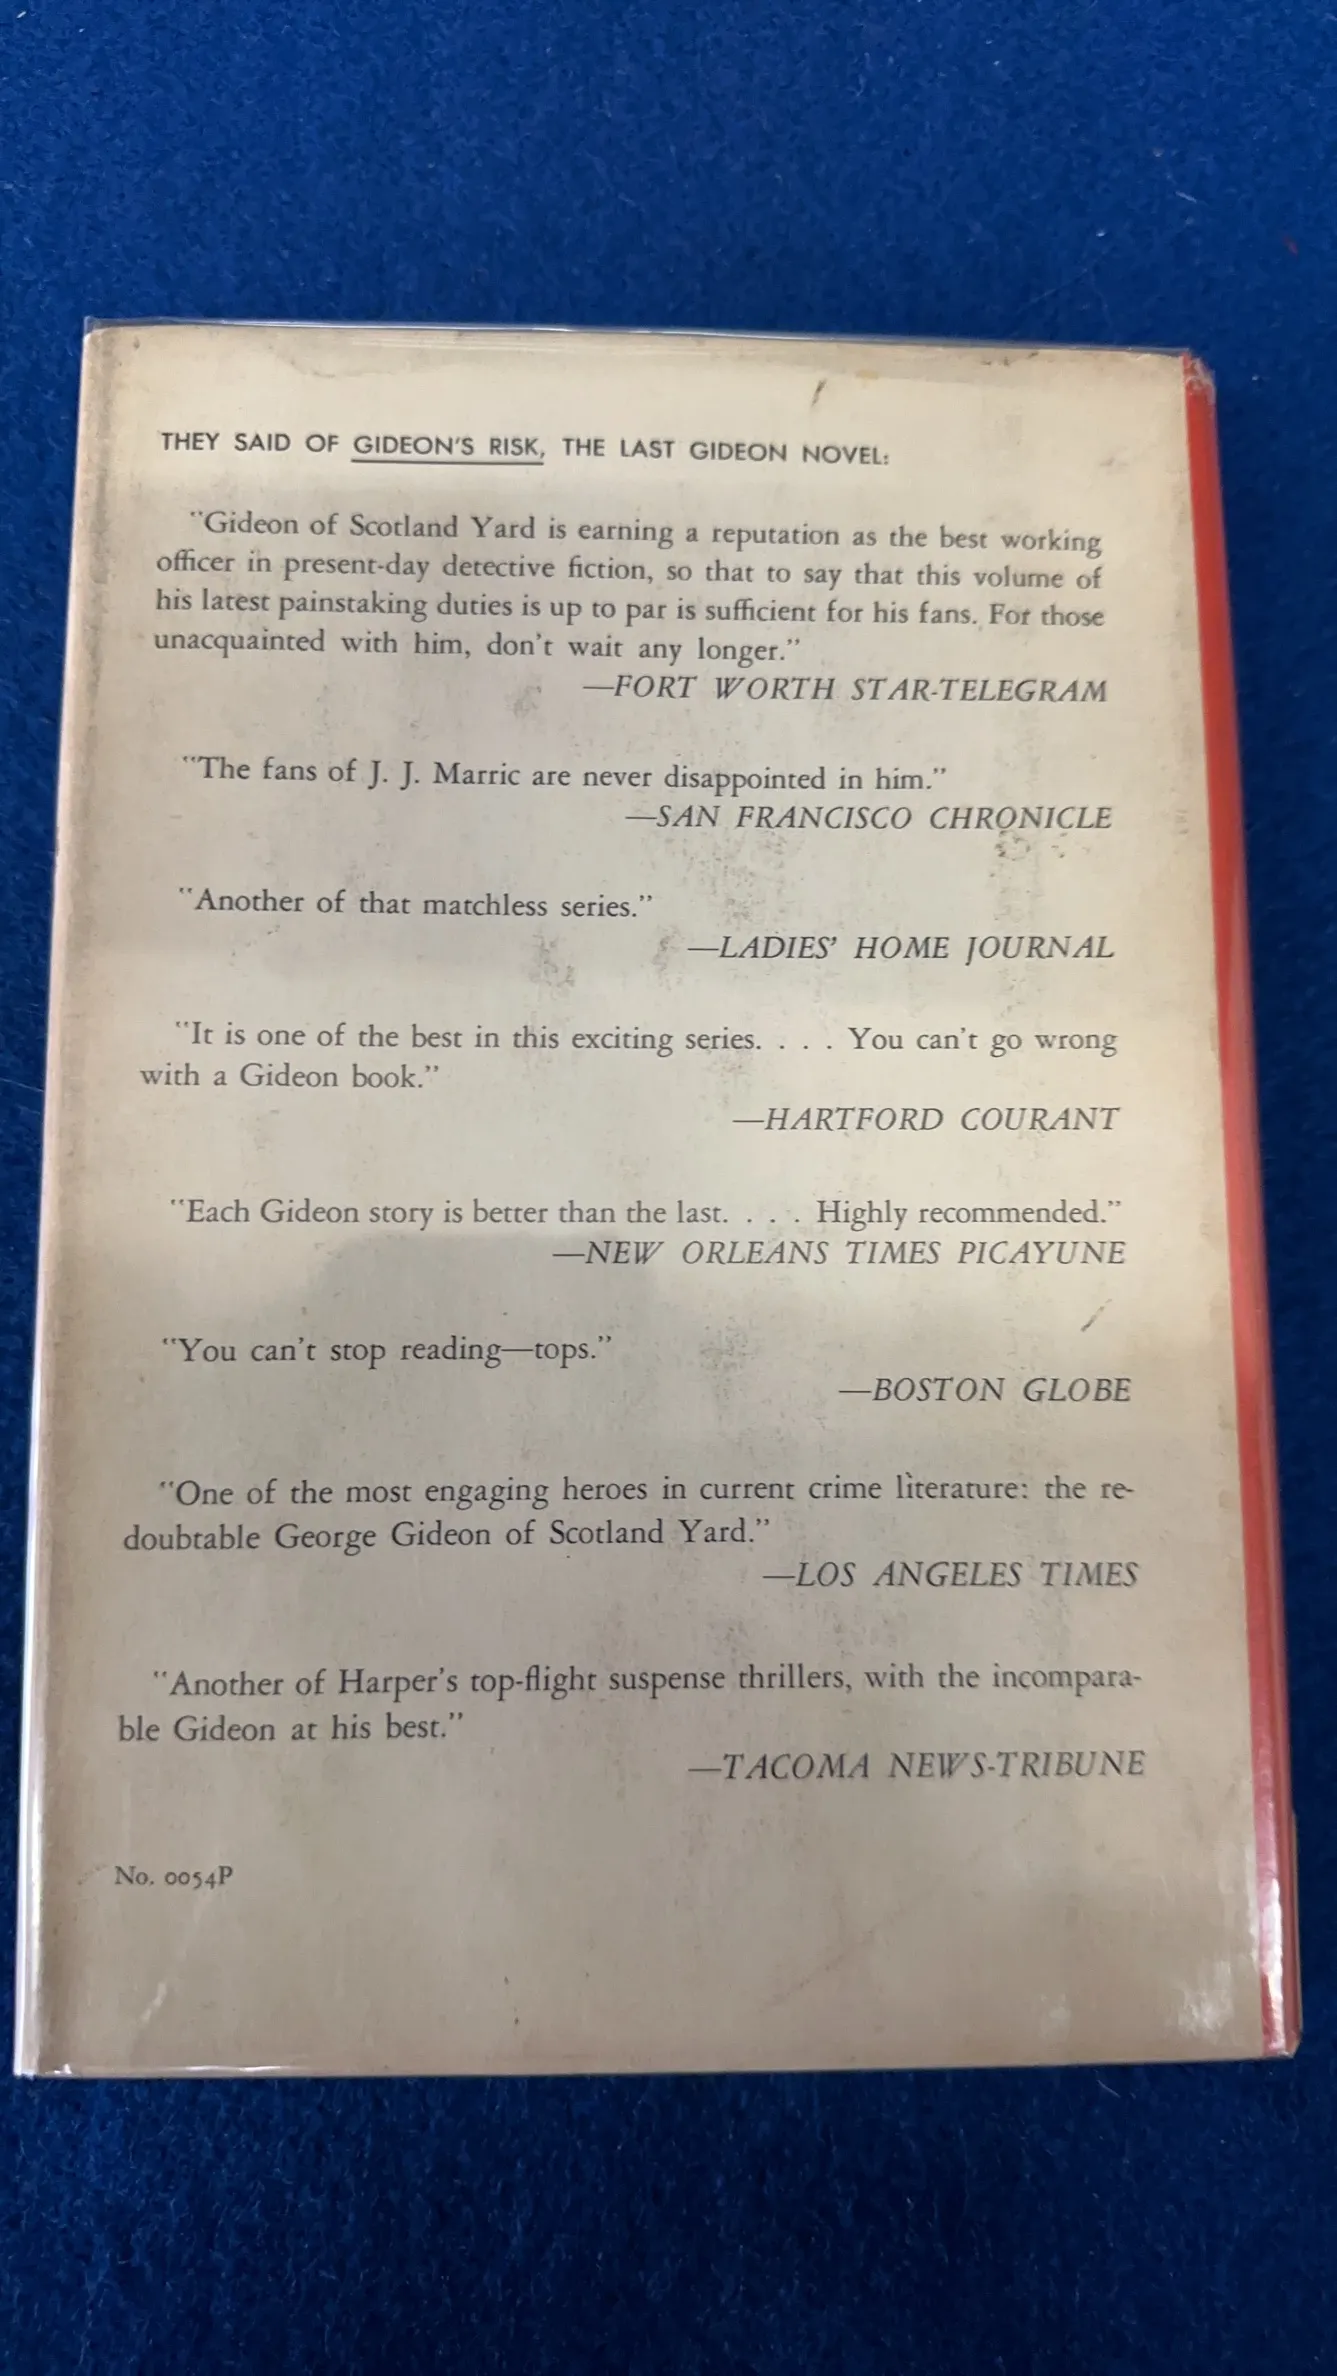 THEY SAID OF GIDEON'S RISK, THE LAST GIDEON NOVEL:
"Gideon of Scotland Yard is earning a reputation as the best working
officer in present-day detective fiction, so that to say that this volume of
his latest painstaking duties is up to par is sufficient for his fans. For those
unacquainted with him, don't wait any longer."
—FORT WORTH STAR-TELEGRAM
"The fans of J. J. Marric are never disappointed in him."
—SAN FRANCISCO CHRONICLE
"Another of that matchless series."
—LADIES' HOME JOURNAL
"It is one of the best in this exciting series. . . . You can't go wrong
with a Gideon book."
—HARTFORD COURANT
"Each Gideon story is better than the last. . . . Highly recommended."
—NEW ORLEANS TIMES PICAYUNE
"You can't stop reading—tops."
—BOSTON GLOBE
"One of the most engaging heroes in current crime literature: the re-
doubtable George Gideon of Scotland Yard."
—LOS ANGELES TIMES
"Another of Harper's top-flight suspense thrillers, with the incompara-
ble Gideon at his best."
—TACOMA NEWS-TRIBUNE
No. 0054P